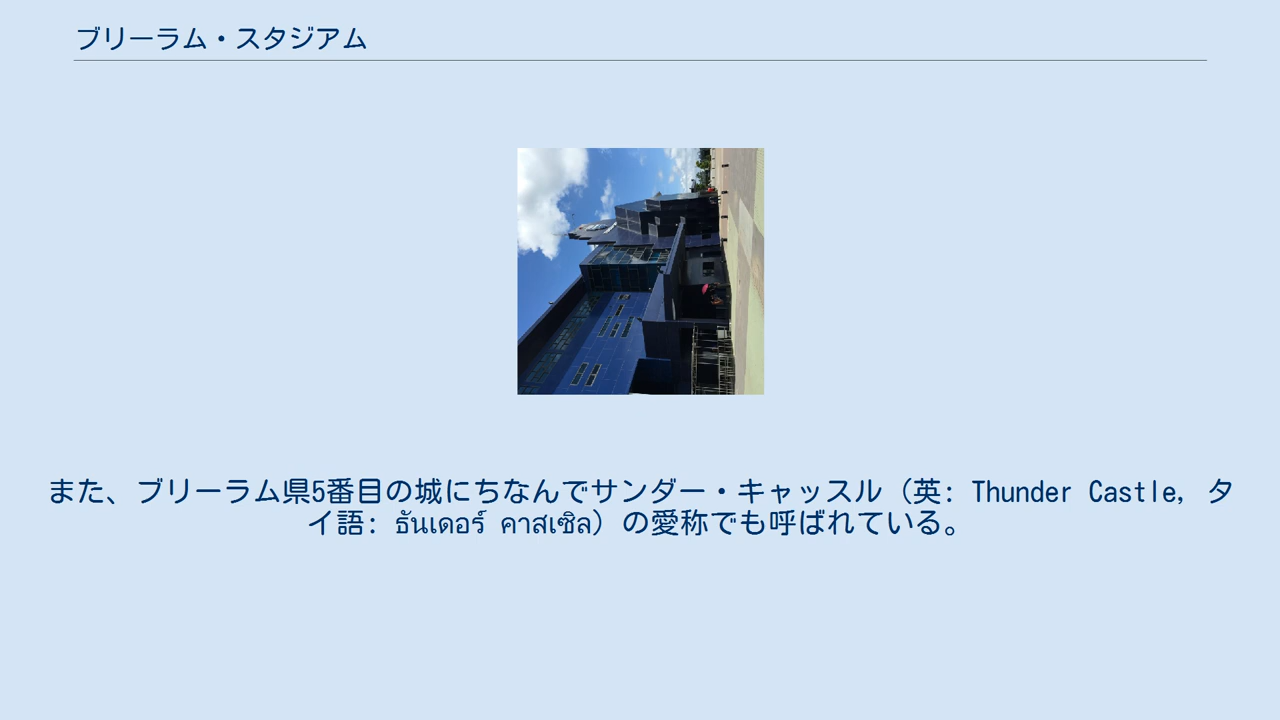 ブリーラム・スタジアム
また、ブリーラム県5番目の城にちなんでサンダー・キャッスル（英: Thunder Castle, タ
イ語: ธันเดอร์ คาสเซิล）の愛称でも呼ばれている。